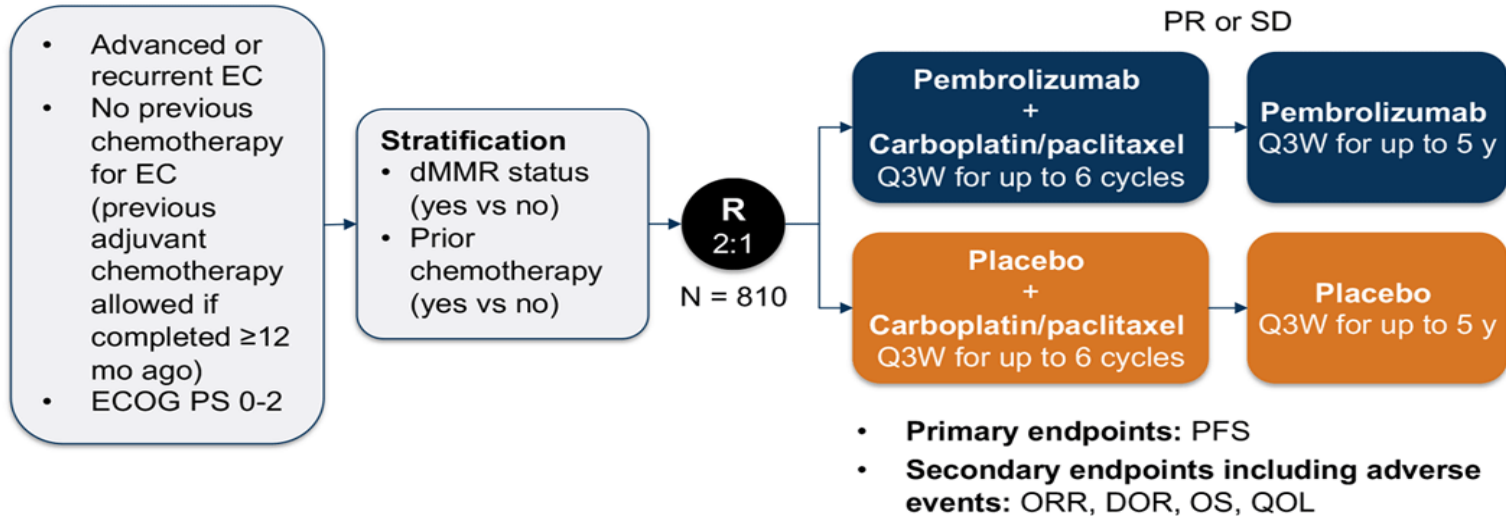 • Advanced or
recurrent EC
• No previous
chemotherapy
for EC
(previous
adjuvant
chemotherapy
allowed if
completed ≥12
mo ago)
• ECOG PS 0-2
Stratification
• dMMR status
(yes vs no)
• Prior
chemotherapy
(yes vs no)
R
2:1
N = 810
PR or SD
Pembrolizumab
+
Carboplatin/paclitaxel
Q3W for up to 6 cycles
Pembrolizumab
Q3W for up to 5 y
Placebo
+
Carboplatin/paclitaxel
Q3W for up to 6 cycles
Placebo
Q3W for up to 5 y
• Primary endpoints: PFS
• Secondary endpoints including adverse
events: ORR, DOR, OS, QOL